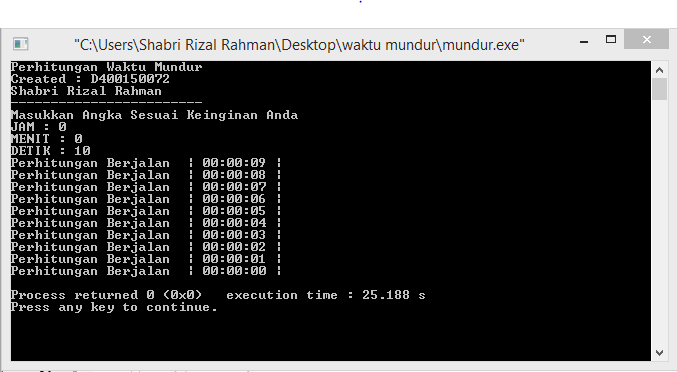 "C:\Users\Shabri Rizal Rahman\Desktop\waktu mundur\mundur.exe"
Perhitungan Waktu Mundur
Created : D400150072
Shabri Rizal Rahman
------------------------
Masukkan Angka Sesuai Keinginan Anda
JAM : 0
MENIT : 0
DETIK : 10
Perhitungan Berjalan  ¦ 00:00:09 ¦
Perhitungan Berjalan  ¦ 00:00:08 ¦
Perhitungan Berjalan  ¦ 00:00:07 ¦
Perhitungan Berjalan  ¦ 00:00:06 ¦
Perhitungan Berjalan  ¦ 00:00:05 ¦
Perhitungan Berjalan  ¦ 00:00:04 ¦
Perhitungan Berjalan  ¦ 00:00:03 ¦
Perhitungan Berjalan  ¦ 00:00:02 ¦
Perhitungan Berjalan  ¦ 00:00:01 ¦
Perhitungan Berjalan  ¦ 00:00:00 ¦
Process returned 0 (0x0)   execution time : 25.188 s
Press any key to continue.